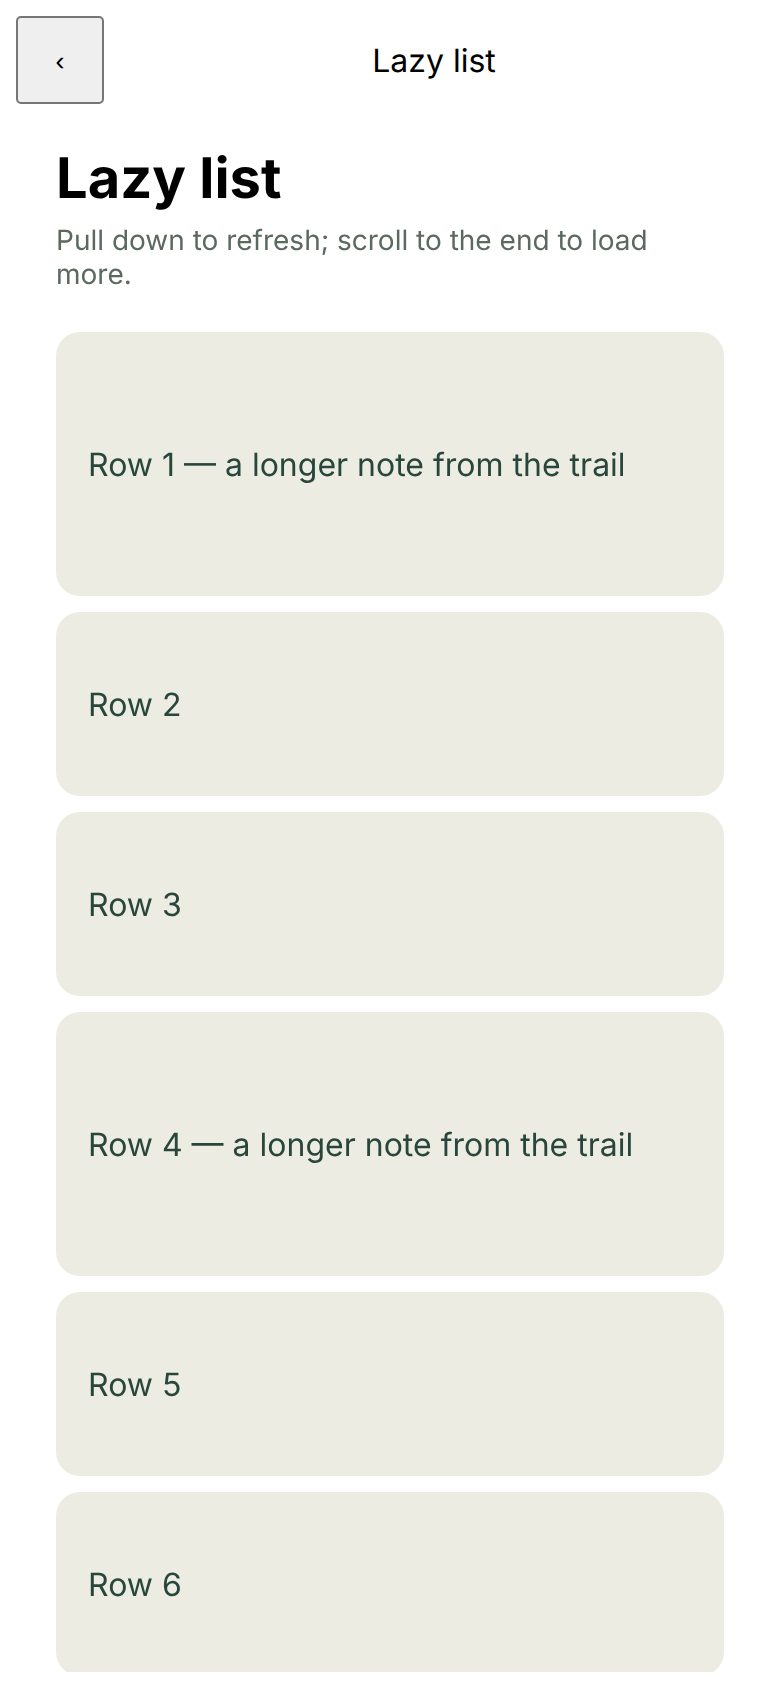 ‹
Lazy list
Lazy list
Pull down to refresh; scroll to the end to load
more.
Row 1 — a longer note from the trail
Row 2
Row 3
Row 4 — a longer note from the trail
Row 5
Row 6